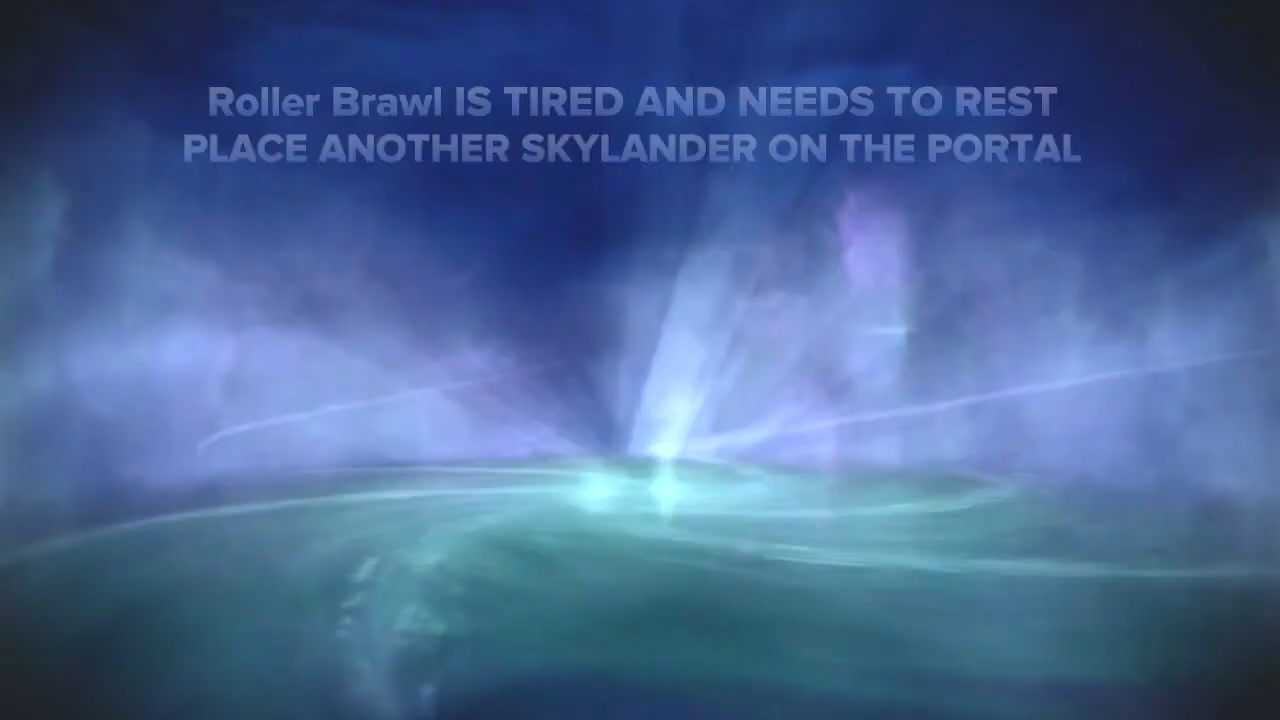 Roller Brawl IS TIRED AND NEEDS TO REST
PLACE ANOTHER SKYLANDER ON THE PORTAL